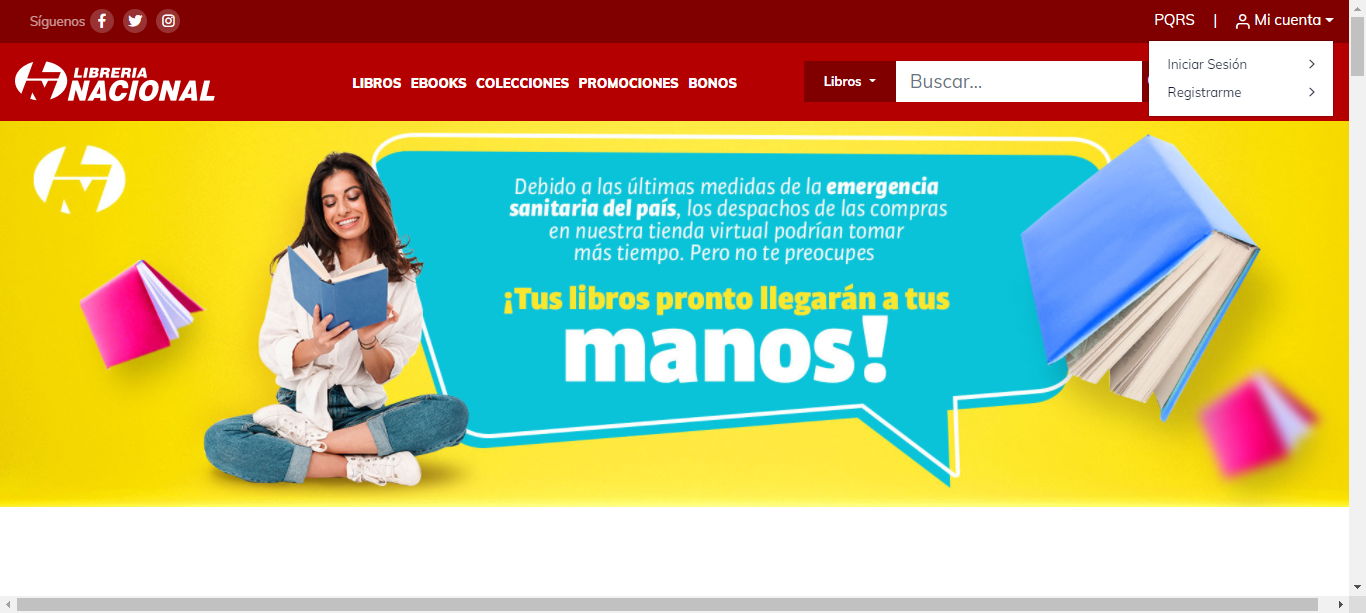 Síguenos
PQRS | Mi cuenta
Iniciar Sesión
Registrarme
LIBRERIA
NACIONAL
LIBROS EBOOKS COLECCIONES PROMOCIONES BONOS
Libros
Buscar...
Debido a las últimas medidas de la emergencia
sanitaria del país, los despachos de las compras
en nuestra tienda virtual podrían tomar
más tiempo. Pero no te preocupes
¡Tus libros pronto llegarán a tus
manos!